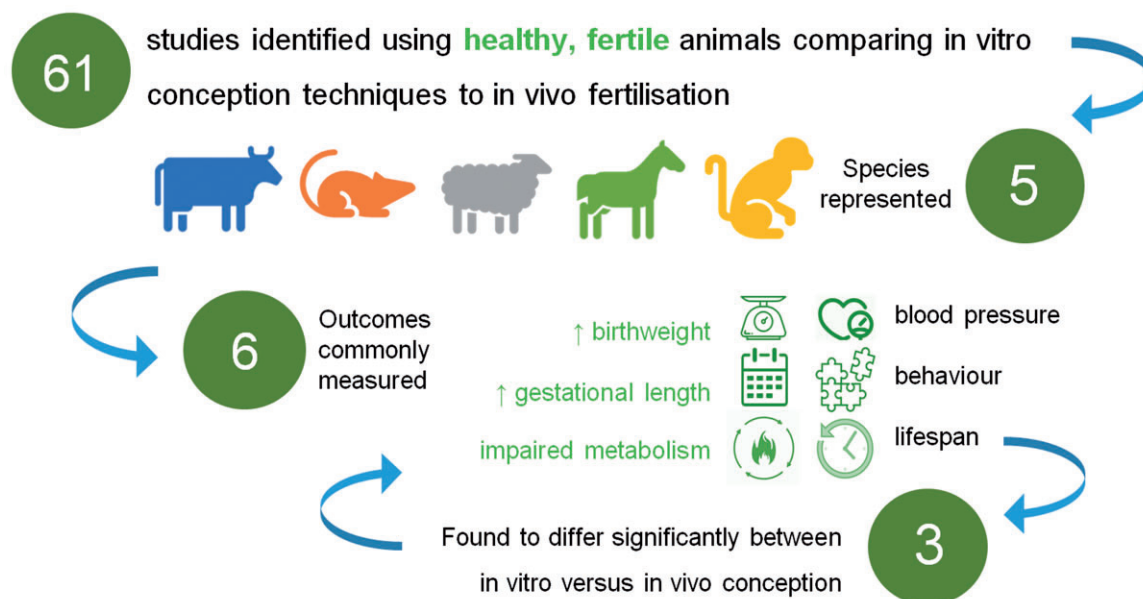 61
studies identified using healthy, fertile animals comparing in vitro
conception techniques to in vivo fertilisation
Species
represented
5
6
Outcomes
commonly
measured
↑ birthweight
blood pressure
↑ gestational length
behaviour
impaired metabolism
lifespan
Found to differ significantly between
in vitro versus in vivo conception
3